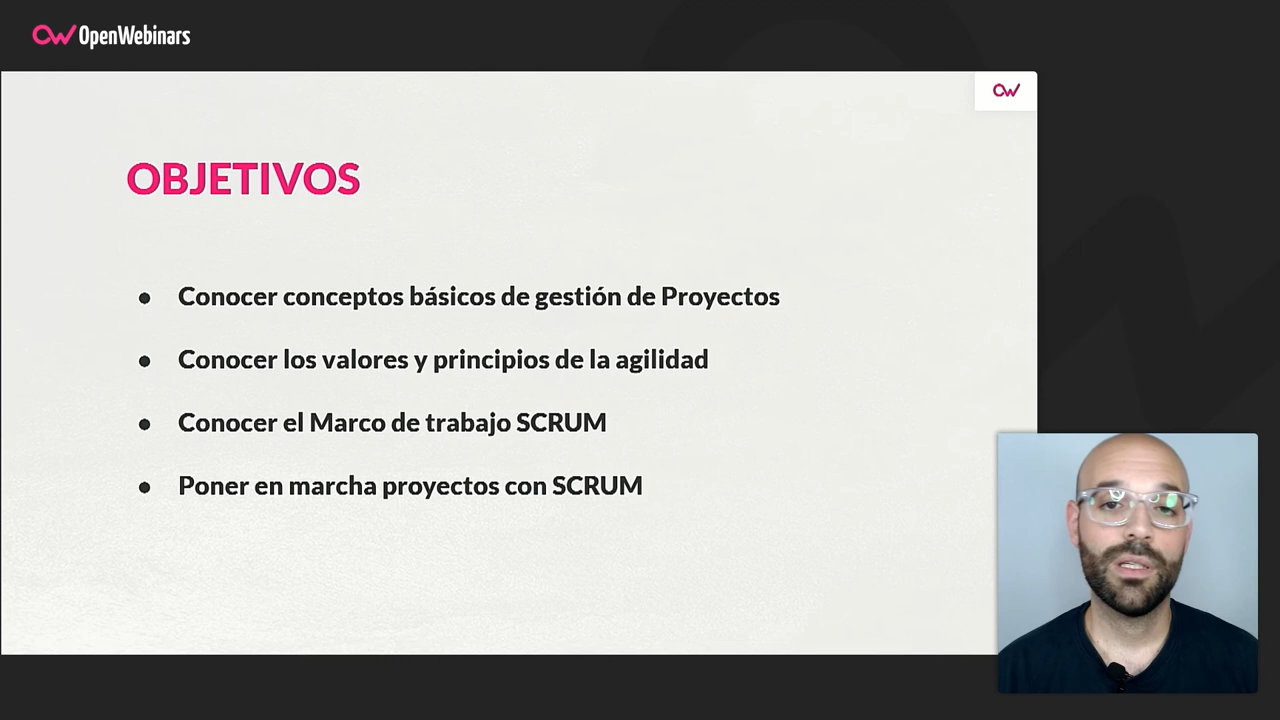 OpenWebinars
OBJETIVOS
● Conocer conceptos básicos de gestión de Proyectos
● Conocer los valores y principios de la agilidad
● Conocer el Marco de trabajo SCRUM
● Poner en marcha proyectos con SCRUM